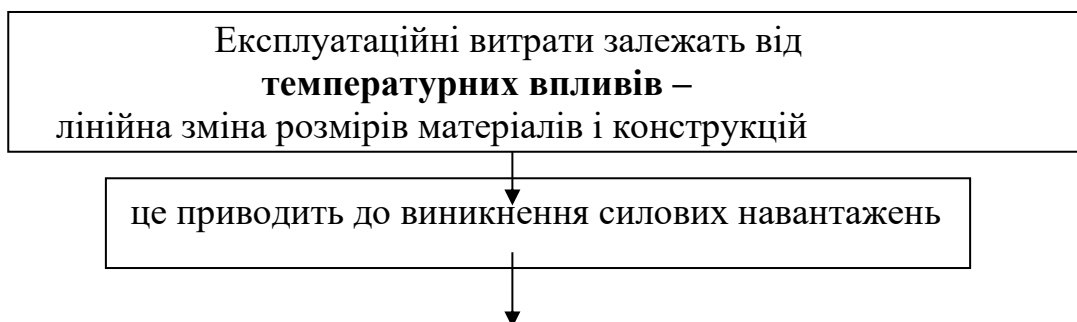 Експлуатаційні витрати залежать від
температурних впливів –
лінійна зміна розмірів матеріалів і конструкцій
це приводить до виникнення силових навантажень